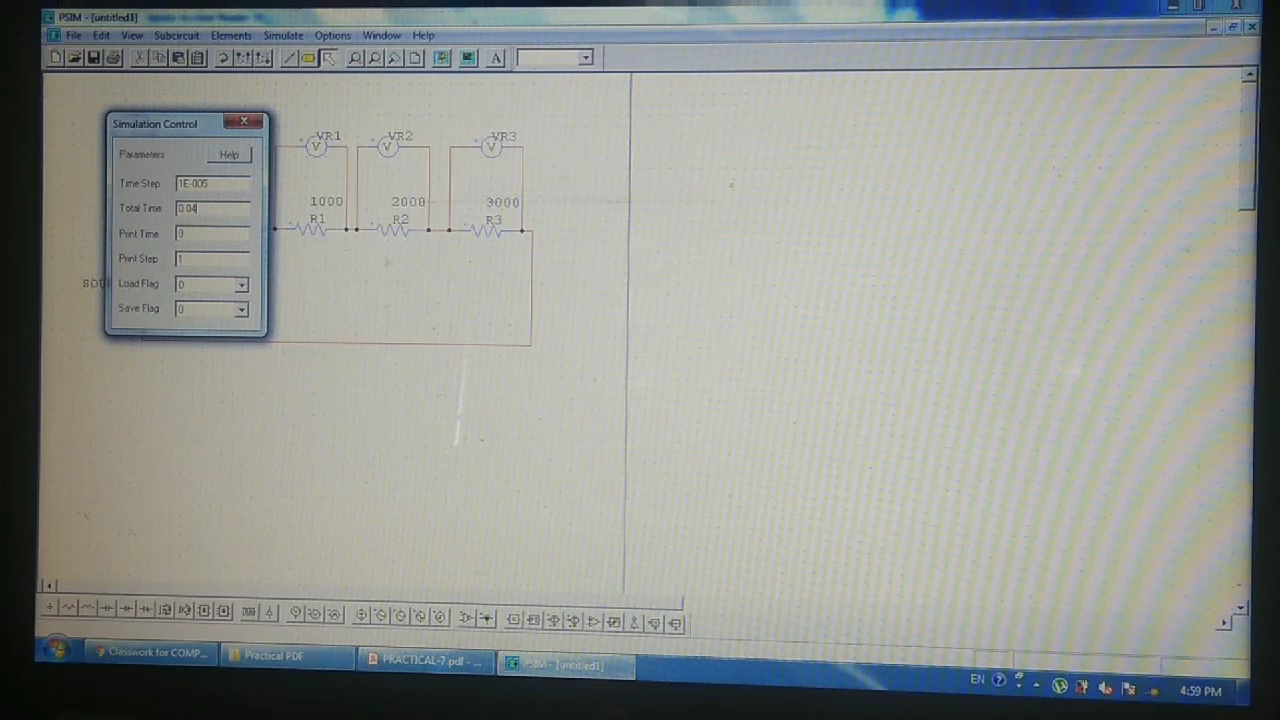 PSIM - [untitled1]
File Edit View Subcircuit Elements Simulate Options Window Help
A
Simulation Control
Parameters Help
Time Step 1E-005
Total Time 0.04
Print Time 0
Print Step 1
Load Flag 0
Save Flag 0
VR1 VR2 VR3
V V V
1000 2000 3000
R1 R2 R3
Classwork for COMP... Practical PDF PRACTICAL-7.pdf - ... PSIM - [untitled1] EN 4:59 PM